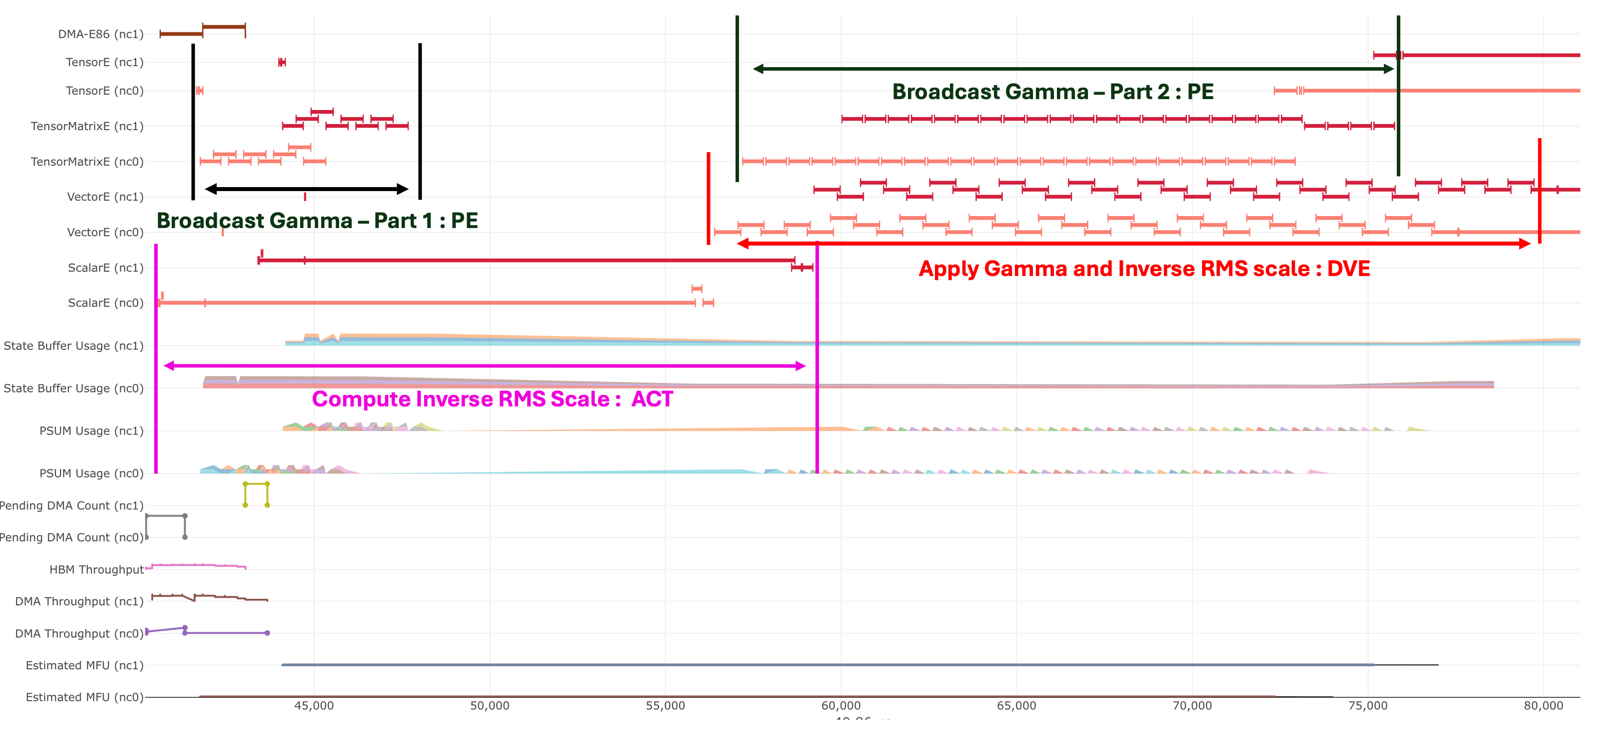 DMA-E86 (nc1)
TensorE (nc1)
TensorE (nc0)
Broadcast Gamma – Part 2 : PE
TensorMatrixE (nc1)
TensorMatrixE (nc0)
VectorE (nc1)
Broadcast Gamma – Part 1 : PE
VectorE (nc0)
ScalarE (nc1)
Apply Gamma and Inverse RMS scale : DVE
ScalarE (nc0)
State Buffer Usage (nc1)
State Buffer Usage (nc0)
Compute Inverse RMS Scale : ACT
PSUM Usage (nc1)
PSUM Usage (nc0)
Pending DMA Count (nc1)
Pending DMA Count (nc0)
HBM Throughput
DMA Throughput (nc1)
DMA Throughput (nc0)
Estimated MFU (nc1)
Estimated MFU (nc0)
45,000 50,000 55,000 60,000 65,000 70,000 75,000 80,000